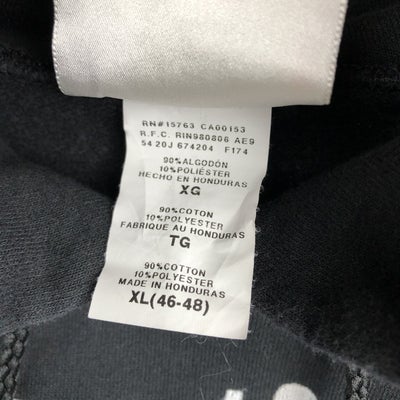 RN#15763 CA00153
R.F.C. RIN980806 AE9
54 20J 674204 F174
90%ALGODÓN
10%POLIÉSTER
HECHO EN HONDURAS
XG
90%COTON
10%POLYESTER
FABRIQUE AU HONDURAS
TG
90%COTTON
10%POLYESTER
MADE IN HONDURAS
XL(46-48)